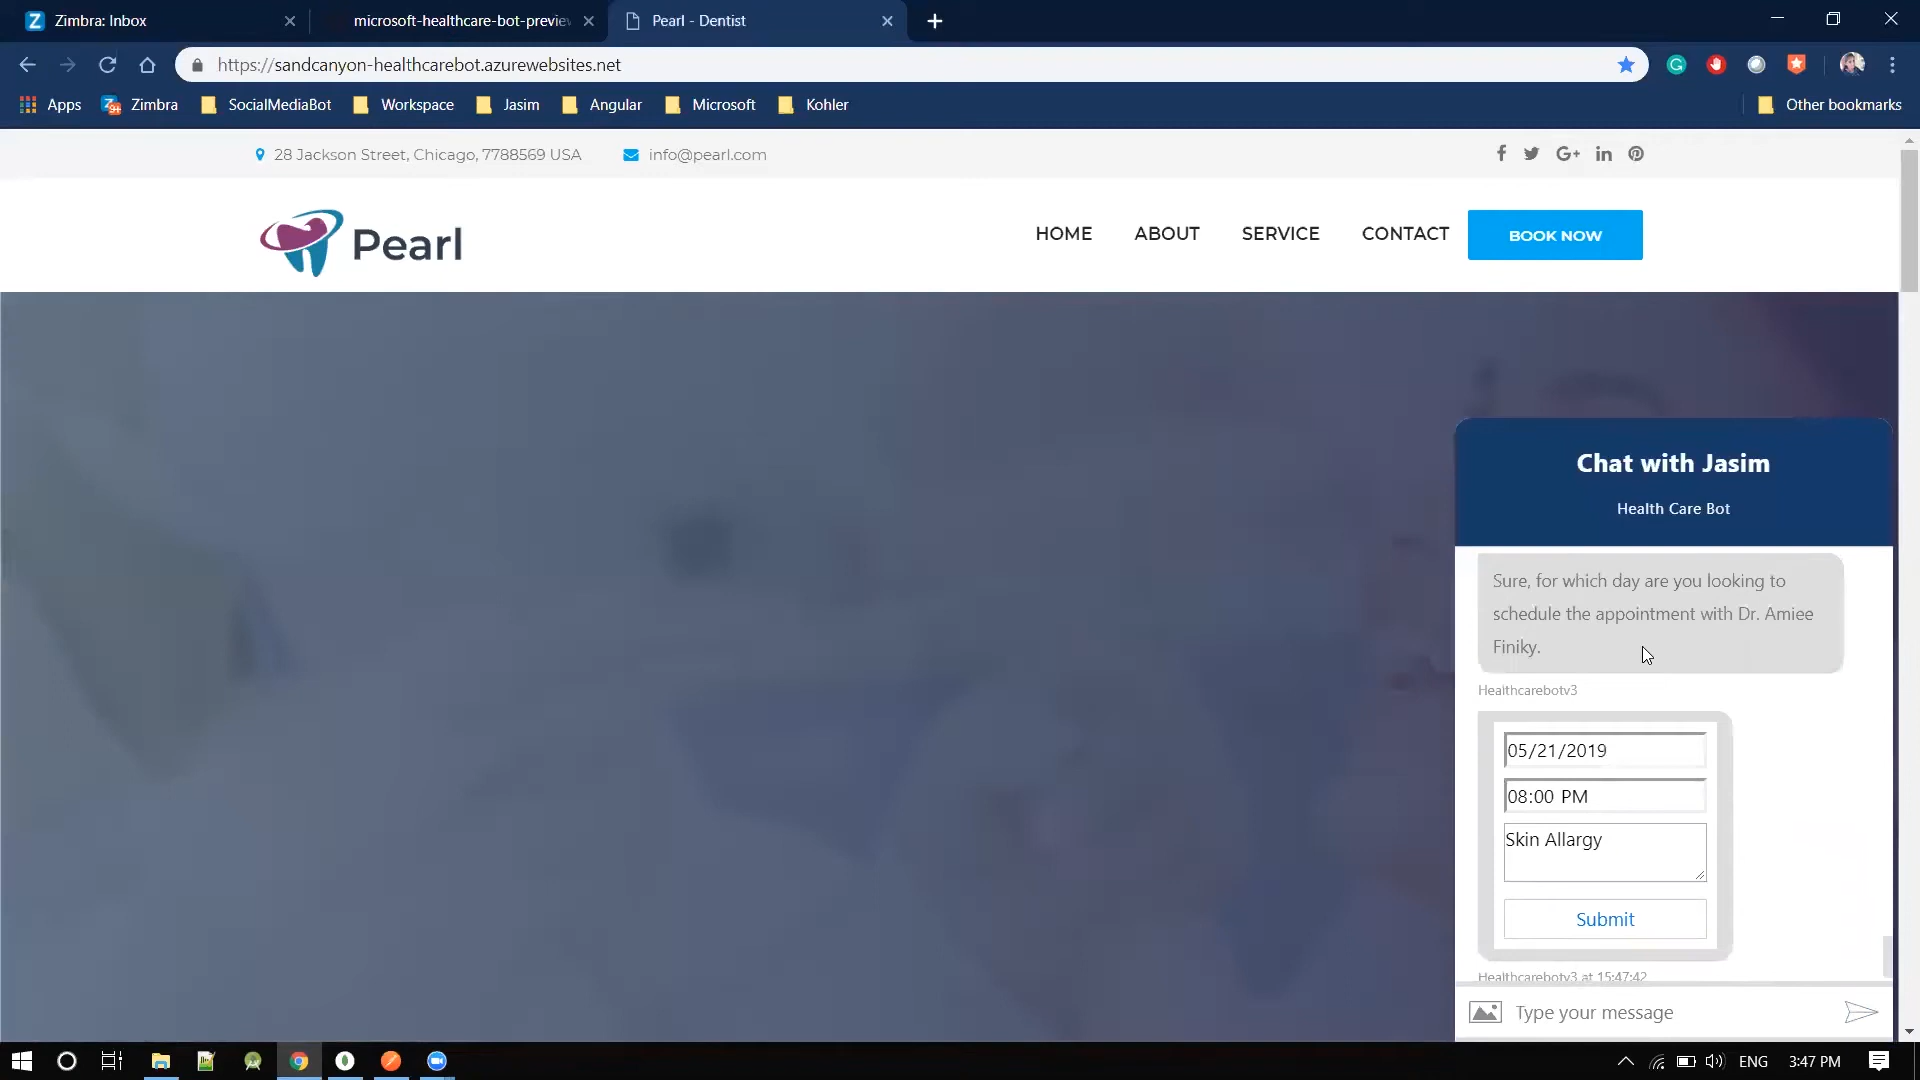 Zimbra: Inbox
microsoft-healthcare-bot-preview
Pearl - Dentist
https://sandcanyon-healthcarebot.azurewebsites.net
Apps
Zimbra
SocialMediaBot
Workspace
Jasim
Angular
Microsoft
Kohler
Other bookmarks
28 Jackson Street, Chicago, 7788569 USA
info@pearl.com
Pearl
HOME
ABOUT
SERVICE
CONTACT
BOOK NOW
Chat with Jasim
Health Care Bot
Sure, for which day are you looking to
schedule the appointment with Dr. Amiee
Finiky.
Healthcarebotv3
05/21/2019
08:00 PM
Skin Allargy
Submit
Healthcarebotv3 at 15:47:42
Type your message
ENG
3:47 PM